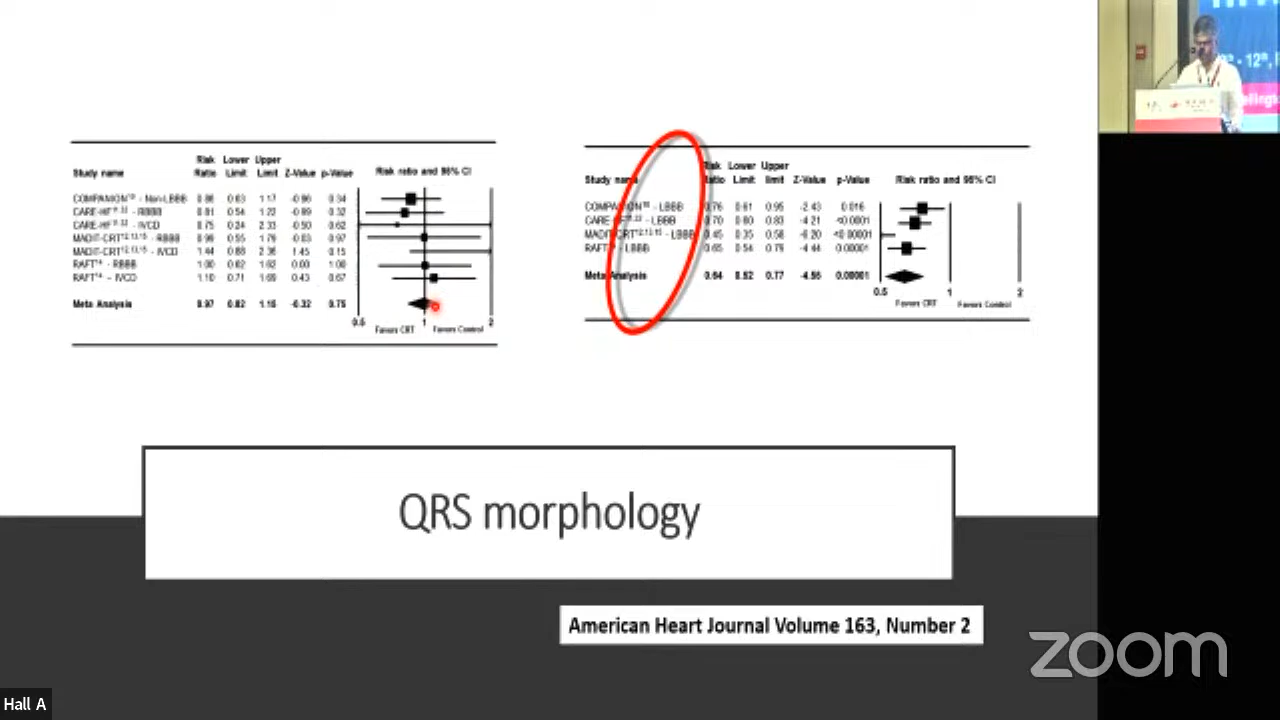 Risk Lower Upper
Study name Ratio Limit Limit Z-Value p-Value Risk ratio and 95% CI
COMPANION - Non-LBBB 0.86 0.63 1.17 -0.96 0.34
CARE-HF - RBBB 0.81 0.54 1.22 -0.99 0.32
CARE-HF - IVCD 0.75 0.24 2.33 -0.50 0.62
MADIT-CRT - RBBB 0.99 0.55 1.79 -0.03 0.97
MADIT-CRT - IVCD 1.44 0.88 2.36 1.45 0.15
RAFT - RBBB 1.00 0.62 1.62 0.00 1.00
RAFT - IVCD 1.10 0.71 1.69 0.43 0.67
Meta Analysis 0.97 0.82 1.15 -0.32 0.75
0.5 1 2
Favors CRT Favors Control
Risk Lower Upper
Study name Ratio Limit limit Z-Value p-Value Risk ratio and 95% CI
COMPANION - LBBB 0.76 0.61 0.95 -2.43 0.016
CARE-HF - LBBB 0.70 0.60 0.83 -4.21 <0.0001
MADIT-CRT - LBBB 0.45 0.35 0.58 -6.20 <0.00001
RAFT - LBBB 0.65 0.54 0.79 -4.44 0.00001
Meta Analysis 0.64 0.52 0.77 -4.56 0.00001
0.5 1 2
Favors CRT Favors Control
QRS morphology
American Heart Journal Volume 163, Number 2
zoom
Hall A